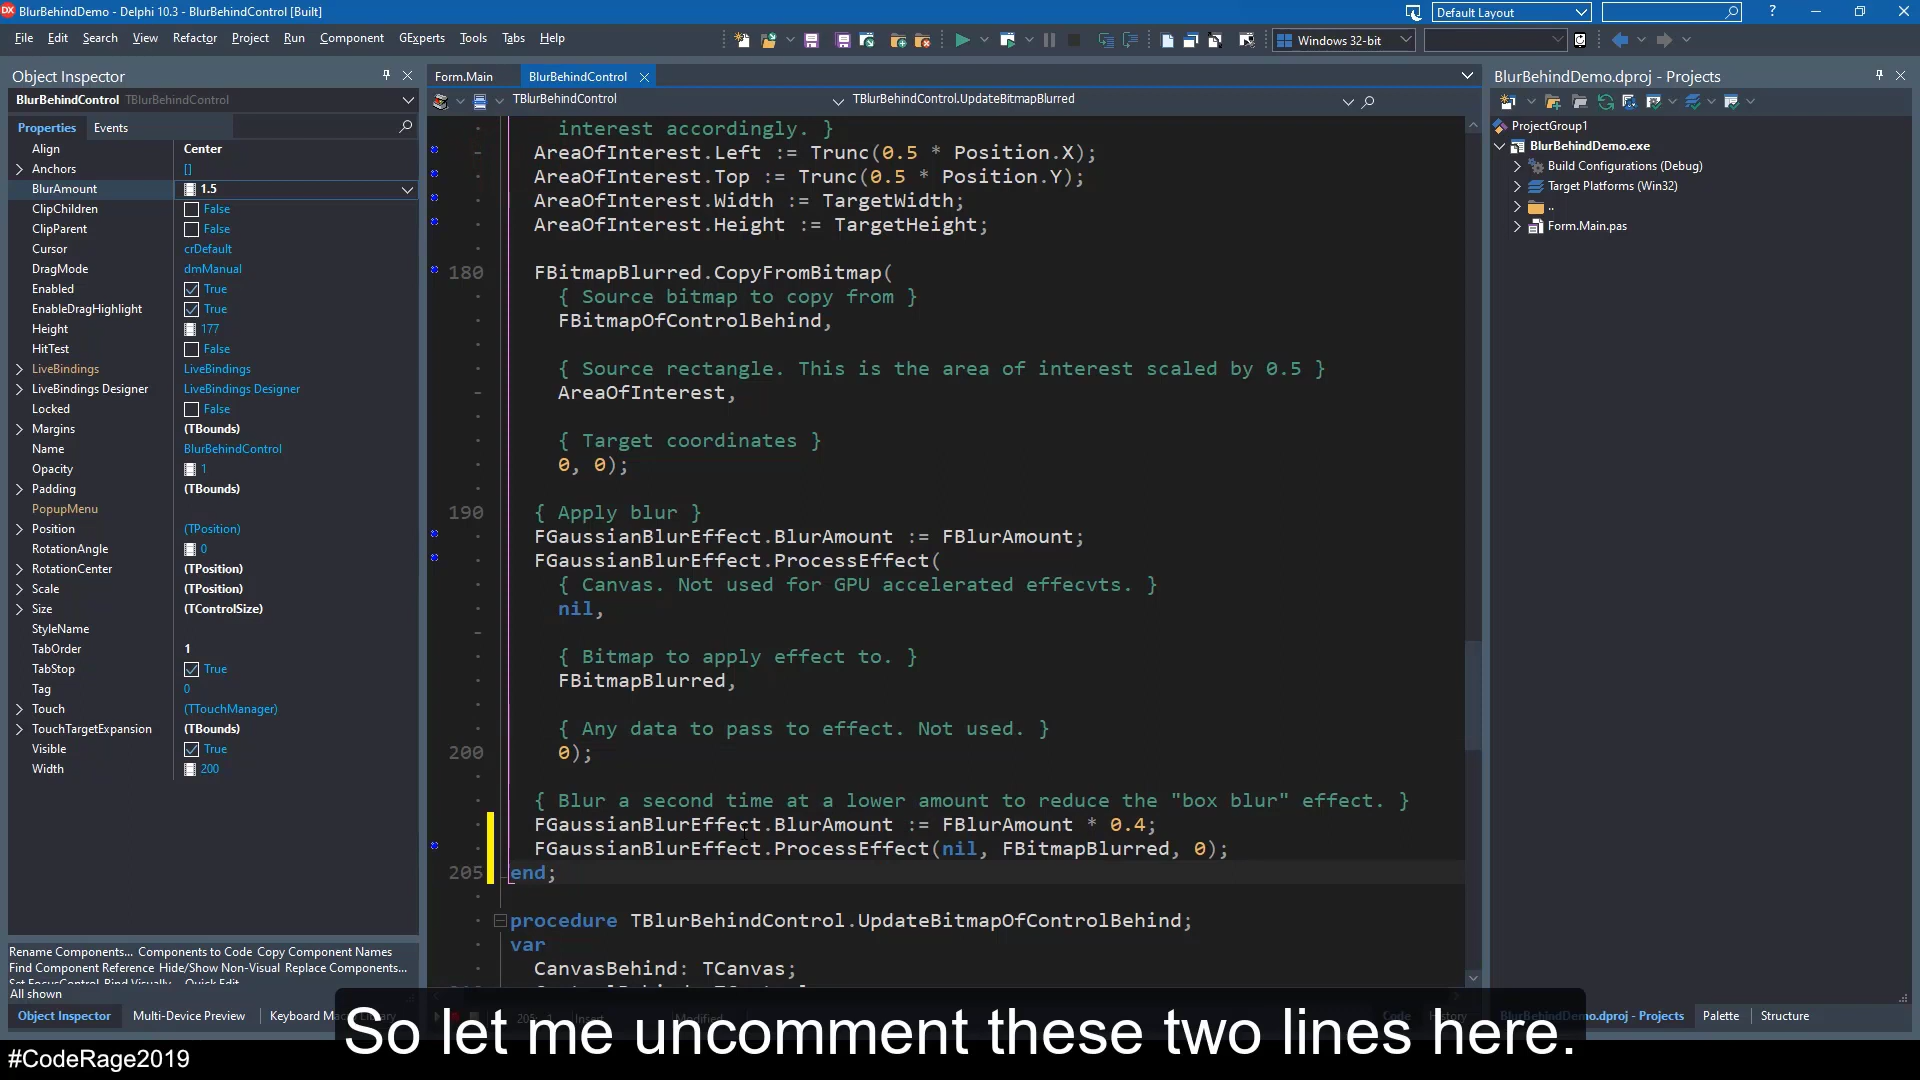 BlurBehindDemo - Delphi 10.3 - BlurBehindControl [Built]
Default Layout
File Edit Search View Refactor Project Run Component GExperts Tools Tabs Help
Windows 32-bit
Object Inspector
BlurBehindControl TBlurBehindControl
Properties Events
Align Center
Anchors []
BlurAmount 1.5
ClipChildren False
ClipParent False
Cursor crDefault
DragMode dmManual
Enabled True
EnableDragHighlight True
Height 177
HitTest False
LiveBindings LiveBindings
LiveBindings Designer LiveBindings Designer
Locked False
Margins (TBounds)
Name BlurBehindControl
Opacity 1
Padding (TBounds)
PopupMenu
Position (TPosition)
RotationAngle 0
RotationCenter (TPosition)
Scale (TPosition)
Size (TControlSize)
StyleName
TabOrder 1
TabStop True
Tag 0
Touch (TTouchManager)
TouchTargetExpansion (TBounds)
Visible True
Width 200
Rename Components... Components to Code Copy Component Names
Find Component Reference Hide/Show Non-Visual Replace Components...
All shown
Object Inspector Multi-Device Preview Keyboard
Form.Main BlurBehindControl
TBlurBehindControl TBlurBehindControl.UpdateBitmapBlurred
interest accordingly. }
AreaOfInterest.Left := Trunc(0.5 * Position.X);
AreaOfInterest.Top := Trunc(0.5 * Position.Y);
AreaOfInterest.Width := TargetWidth;
AreaOfInterest.Height := TargetHeight;
180 FBitmapBlurred.CopyFromBitmap(
{ Source bitmap to copy from }
FBitmapOfControlBehind,
{ Source rectangle. This is the area of interest scaled by 0.5 }
AreaOfInterest,
{ Target coordinates }
0, 0);
190 { Apply blur }
FGaussianBlurEffect.BlurAmount := FBlurAmount;
FGaussianBlurEffect.ProcessEffect(
{ Canvas. Not used for GPU accelerated effecvts. }
nil,
{ Bitmap to apply effect to. }
FBitmapBlurred,
{ Any data to pass to effect. Not used. }
200 0);
{ Blur a second time at a lower amount to reduce the "box blur" effect. }
FGaussianBlurEffect.BlurAmount := FBlurAmount * 0.4;
FGaussianBlurEffect.ProcessEffect(nil, FBitmapBlurred, 0);
205 end;
procedure TBlurBehindControl.UpdateBitmapOfControlBehind;
var
CanvasBehind: TCanvas;
BlurBehindDemo.dproj - Projects
ProjectGroup1
BlurBehindDemo.exe
Build Configurations (Debug)
Target Platforms (Win32)
..
Form.Main.pas
mo.dproj - Projects Palette Structure
So let me uncomment these two lines here.
#CodeRage2019